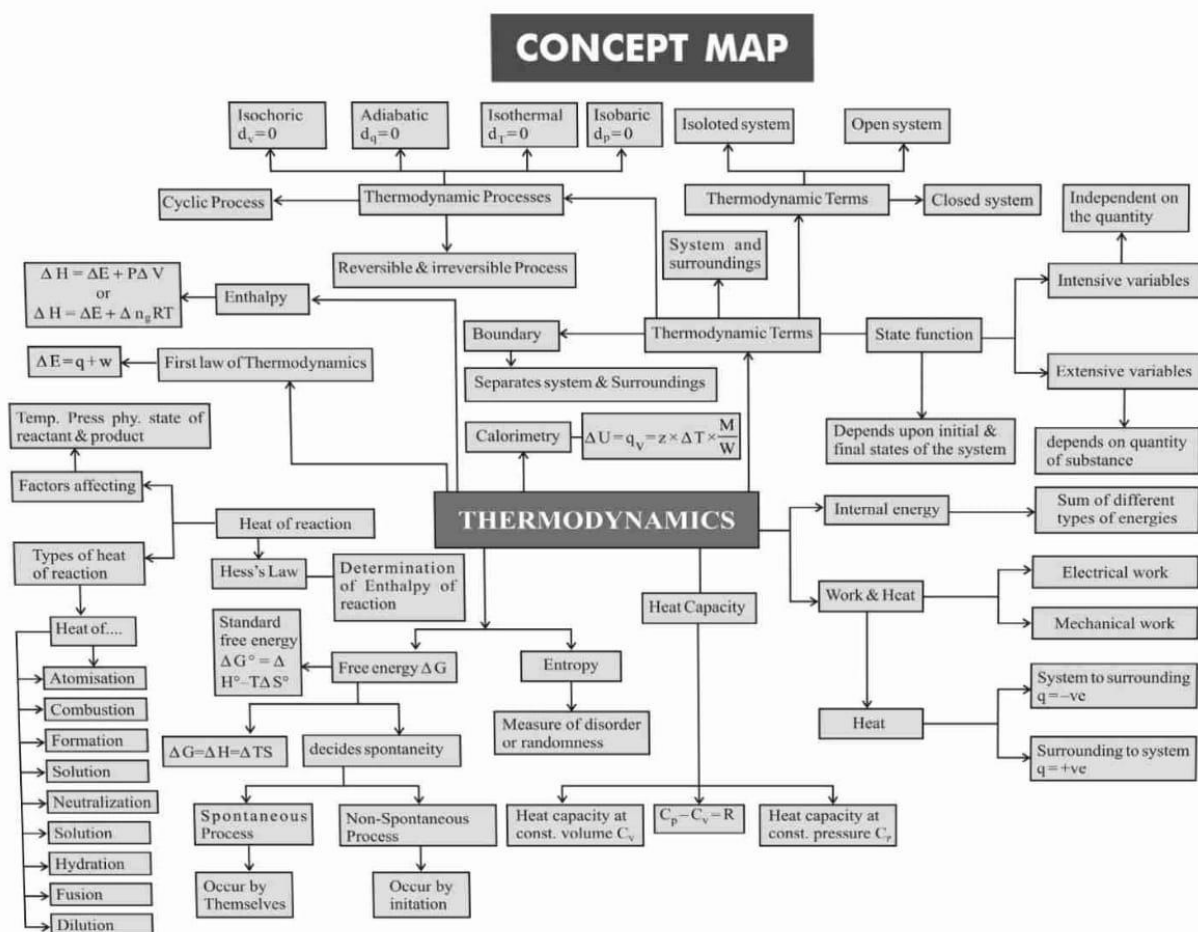 CONCEPT MAP
Isochoric
d_v=0
Adiabatic
d_q=0
Isothermal
d_T=0
Isobaric
d_p=0
Isoloted system
Open system
Cyclic Process
Thermodynamic Processes
Thermodynamic Terms
Closed system
Independent on
the quantity
Reversible & irreversible Process
System and
surroundings
Δ H = ΔE + PΔ V
or
Δ H = ΔE + Δ n_gRT
Enthalpy
Intensive variables
Boundary
Thermodynamic Terms
State function
ΔE = q + w
First law of Thermodynamics
Separates system & Surroundings
Extensive variables
Temp. Press phy. state of
reactant & product
Calorimetry
ΔU = q_v = z × ΔT × M/W
Depends upon initial &
final states of the system
depends on quantity
of substance
Factors affecting
THERMODYNAMICS
Internal energy
Sum of different
types of energies
Heat of reaction
Types of heat
of reaction
Hess's Law
Determination
of Enthalpy of
reaction
Heat Capacity
Work & Heat
Electrical work
Mechanical work
Heat of....
Standard
free energy
ΔG° = Δ
H°–TΔS°
Free energy ΔG
Entropy
Measure of disorder
or randomness
Heat
System to surrounding
q=–ve
Surrounding to system
q=+ve
Atomisation
Combustion
Formation
Solution
Neutralization
Solution
Hydration
Fusion
Dilution
ΔG=ΔH=ΔTS
decides spontaneity
Spontaneous
Process
Non-Spontaneous
Process
Occur by
Themselves
Occur by
initation
Heat capacity at
const. volume C_v
C_p – C_v = R
Heat capacity at
const. pressure C_P